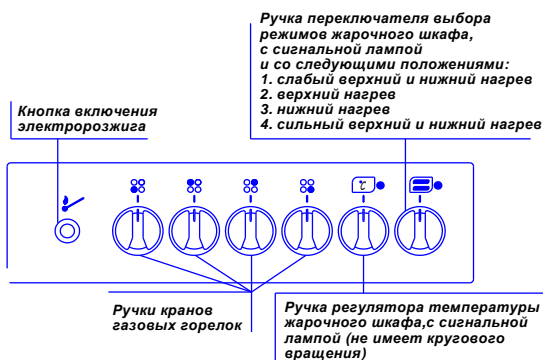 Ручка переключателя выбора
режимов жарочного шкафа,
с сигнальной лампой
и со следующими положениями:
1. слабый верхний и нижний нагрев
2. верхний нагрев
3. нижний нагрев
4. сильный верхний и нижний нагрев
Кнопка включения
электророзжига
°C
Ручки кранов
газовых горелок
Ручка регулятора температуры
жарочного шкафа,с сигнальной
лампой (не имеет кругового
вращения)